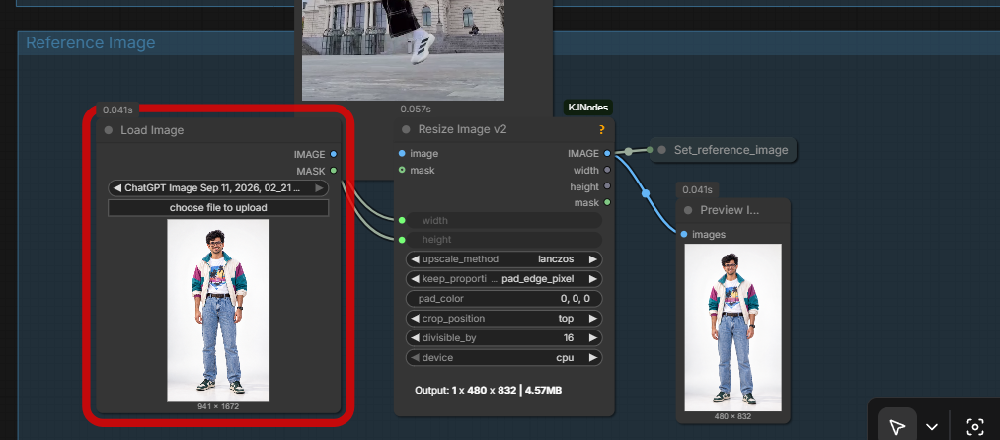 Reference Image
0.041s
Load Image
IMAGE
MASK
ChatGPT Image Sep 11, 2026, 02_21 ...
choose file to upload
941 × 1672
0.057s
KJNodes
Resize Image v2
?
image
IMAGE
mask
width
height
mask
width
height
upscale_method lanczos
keep_proporti ... pad_edge_pixel
pad_color 0, 0, 0
crop_position top
divisible_by 16
device cpu
Output: 1 x 480 x 832 | 4.57MB
Set_reference_image
0.041s
Preview I...
images
480 × 832